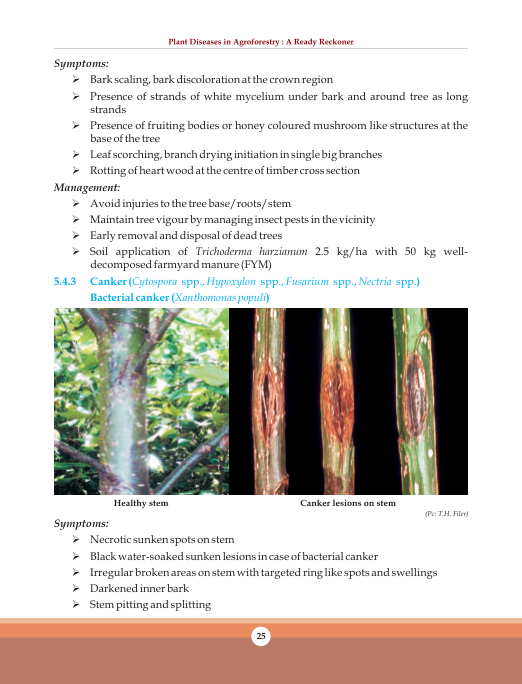 Plant Diseases in Agroforestry : A Ready Reckoner
Symptoms:
➢ Bark scaling, bark discoloration at the crown region
➢ Presence of strands of white mycelium under bark and around tree as long
strands
➢ Presence of fruiting bodies or honey coloured mushroom like structures at the
base of the tree
➢ Leaf scorching, branch drying initiation in single big branches
➢ Rotting of heart wood at the centre of timber cross section
Management:
➢ Avoid injuries to the tree base/roots/stem
➢ Maintain tree vigour by managing insect pests in the vicinity
➢ Early removal and disposal of dead trees
➢ Soil application of Trichoderma harzianum 2.5 kg/ha with 50 kg well-
decomposed farmyard manure (FYM)
5.4.3 Canker (Cytospora spp., Hypoxylon spp., Fusarium spp., Nectria spp.)
Bacterial canker (Xanthomonas populi)
Healthy stem
Canker lesions on stem
(Pc: T.H. Filer)
Symptoms:
➢ Necrotic sunken spots on stem
➢ Black water-soaked sunken lesions in case of bacterial canker
➢ Irregular broken areas on stem with targeted ring like spots and swellings
➢ Darkened inner bark
➢ Stem pitting and splitting
25